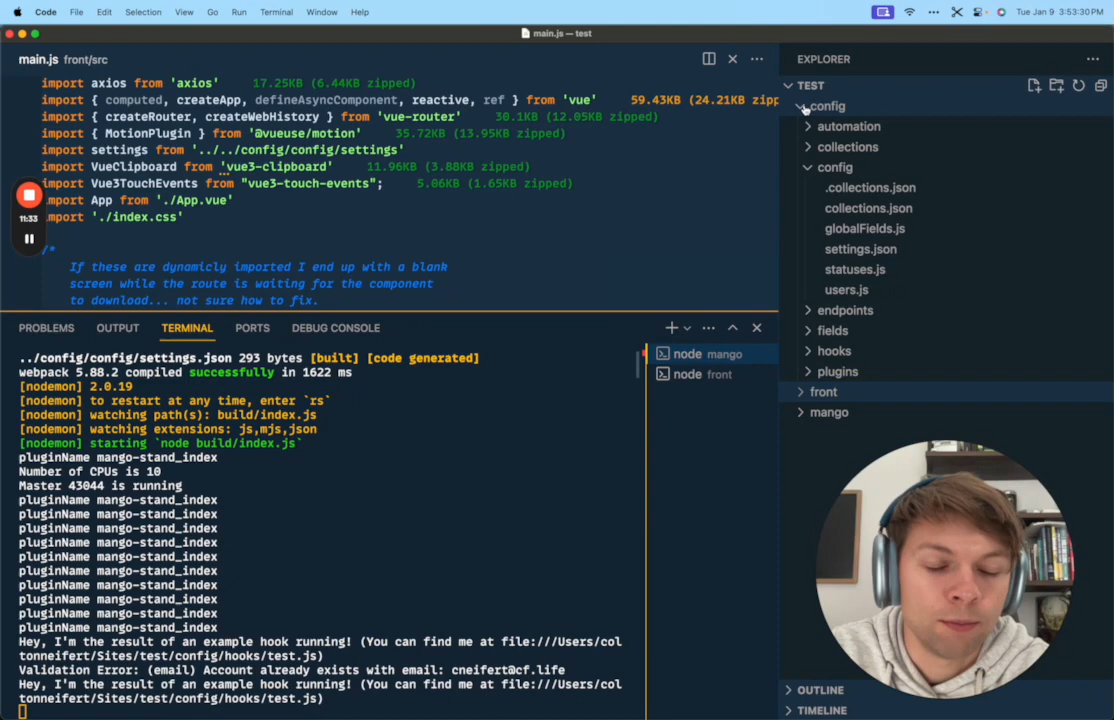 Code File Edit Selection View Go Run Terminal Window Help
Tue Jan 9 3:53:30 PM
main.js — test
main.js front/src
import axios from 'axios' 17.25KB (6.44KB zipped)
import { computed, createApp, defineAsyncComponent, reactive, ref } from 'vue' 59.43KB (24.21KB zipp
import { createRouter, createWebHistory } from 'vue-router' 30.1KB (12.05KB zipped)
import { MotionPlugin } from '@vueuse/motion' 35.72KB (13.95KB zipped)
import settings from '../../config/config/settings'
import VueClipboard from 'vue3-clipboard' 11.96KB (3.88KB zipped)
import Vue3TouchEvents from "vue3-touch-events"; 5.06KB (1.65KB zipped)
import App from './App.vue'
import './index.css'
/*
If these are dynamicly imported I end up with a blank
screen while the route is waiting for the component
to download... not sure how to fix.
11:33
PROBLEMS OUTPUT TERMINAL PORTS DEBUG CONSOLE
../config/config/settings.json 293 bytes [built] [code generated]
webpack 5.88.2 compiled successfully in 1622 ms
[nodemon] 2.0.19
[nodemon] to restart at any time, enter `rs`
[nodemon] watching path(s): build/index.js
[nodemon] watching extensions: js,mjs,json
[nodemon] starting `node build/index.js`
pluginName mango-stand_index
Number of CPUs is 10
Master 43044 is running
pluginName mango-stand_index
pluginName mango-stand_index
pluginName mango-stand_index
pluginName mango-stand_index
pluginName mango-stand_index
pluginName mango-stand_index
pluginName mango-stand_index
pluginName mango-stand_index
pluginName mango-stand_index
pluginName mango-stand_index
Hey, I'm the result of an example hook running! (You can find me at file:///Users/col
tonneifert/Sites/test/config/hooks/test.js)
Validation Error: (email) Account already exists with email: cneifert@cf.life
Hey, I'm the result of an example hook running! (You can find me at file:///Users/col
tonneifert/Sites/test/config/hooks/test.js)
node mango
node front
EXPLORER
TEST
config
automation
collections
config
.collections.json
collections.json
globalFields.js
settings.json
statuses.js
users.js
endpoints
fields
hooks
plugins
front
mango
OUTLINE
TIMELINE